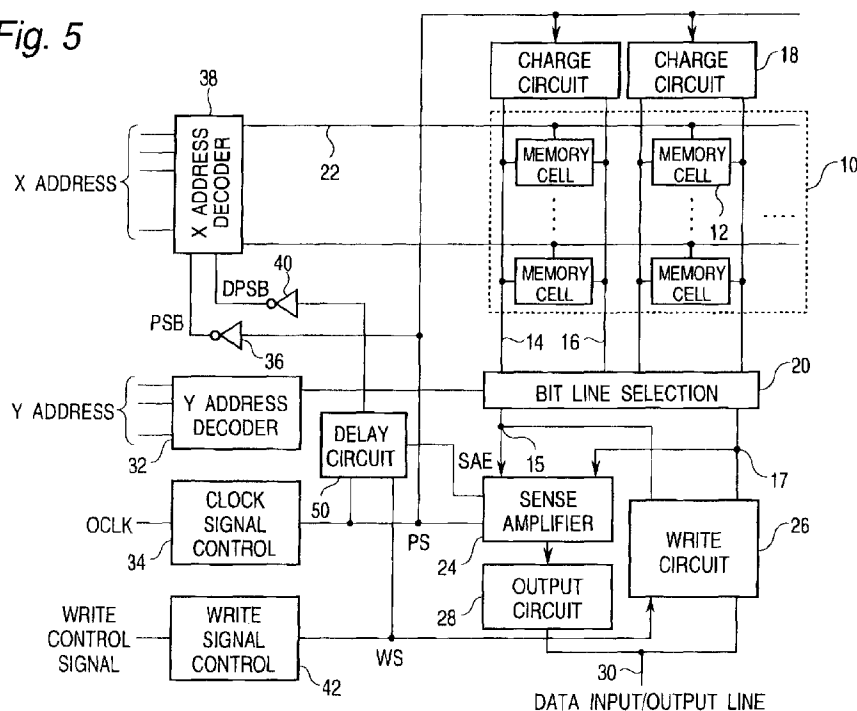 Fig. 5
CHARGE
CIRCUIT
CHARGE
CIRCUIT
18
38
X ADDRESS
X ADDRESS
DECODER
22
MEMORY
CELL
MEMORY
CELL
10
12
MEMORY
CELL
MEMORY
CELL
DPSB
40
PSB
36
14
16
20
BIT LINE SELECTION
Y ADDRESS
Y ADDRESS
DECODER
32
DELAY
CIRCUIT
50
SAE
15
17
OCLK
CLOCK
SIGNAL
CONTROL
34
PS
SENSE
AMPLIFIER
24
WRITE
CIRCUIT
26
OUTPUT
CIRCUIT
28
WRITE
CONTROL
SIGNAL
WRITE
SIGNAL
CONTROL
42
WS
30
DATA INPUT/OUTPUT LINE